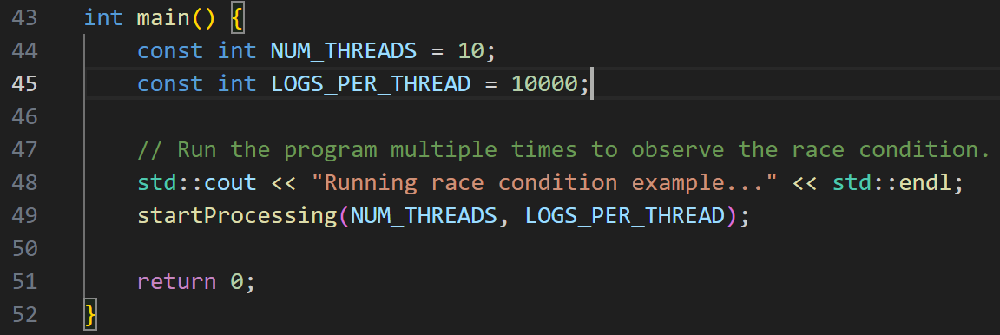 43 int main() {
44     const int NUM_THREADS = 10;
45     const int LOGS_PER_THREAD = 10000;
46
47     // Run the program multiple times to observe the race condition.
48     std::cout << "Running race condition example..." << std::endl;
49     startProcessing(NUM_THREADS, LOGS_PER_THREAD);
50
51     return 0;
52 }